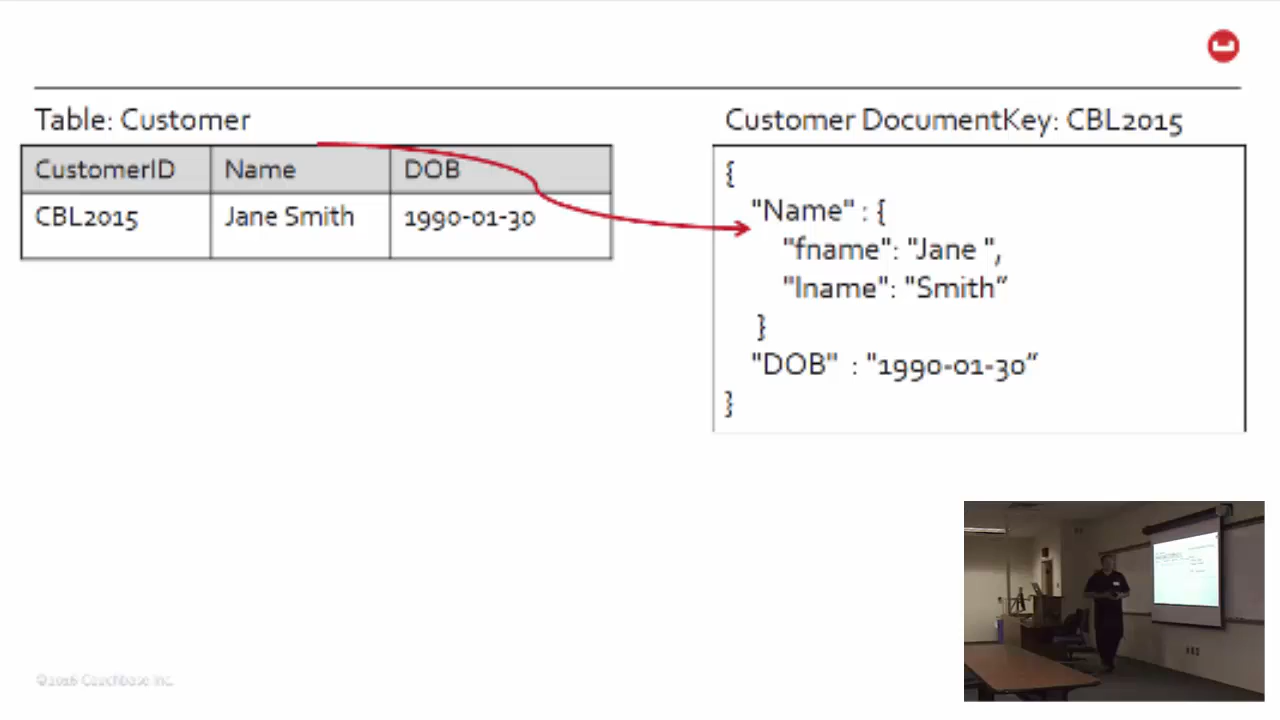 Table: Customer
CustomerID Name DOB
CBL2015 Jane Smith 1990-01-30
Customer DocumentKey: CBL2015
{
"Name" : {
"fname": "Jane ",
"lname": "Smith”
}
"DOB" : "1990-01-30”
}
©2016 Couchbase Inc.